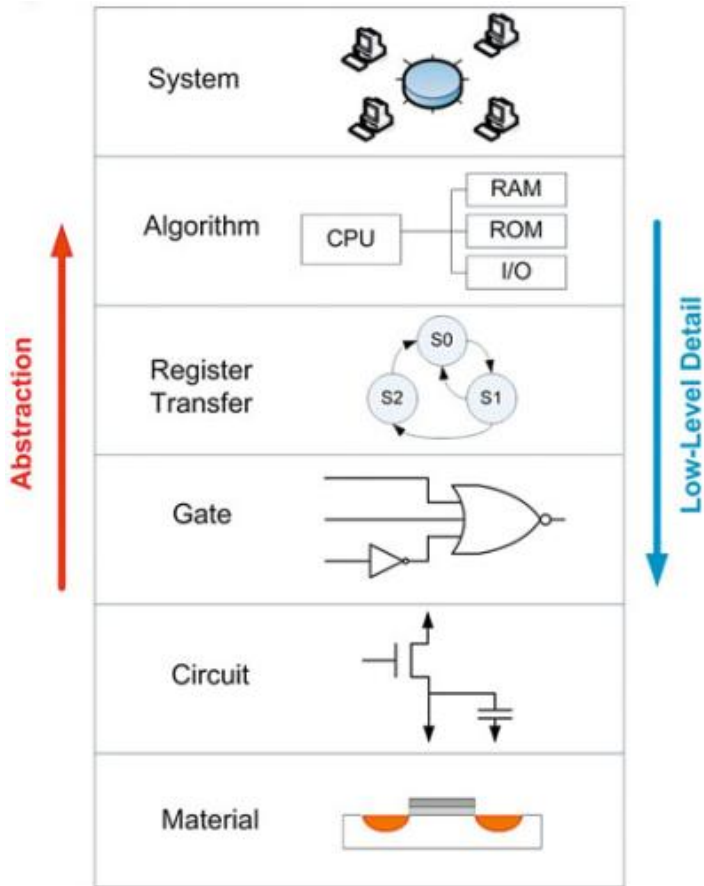 System
Algorithm
CPU
RAM
ROM
I/O
Register
Transfer
S0
S2
S1
Gate
Circuit
Material
Abstraction
Low-Level Detail